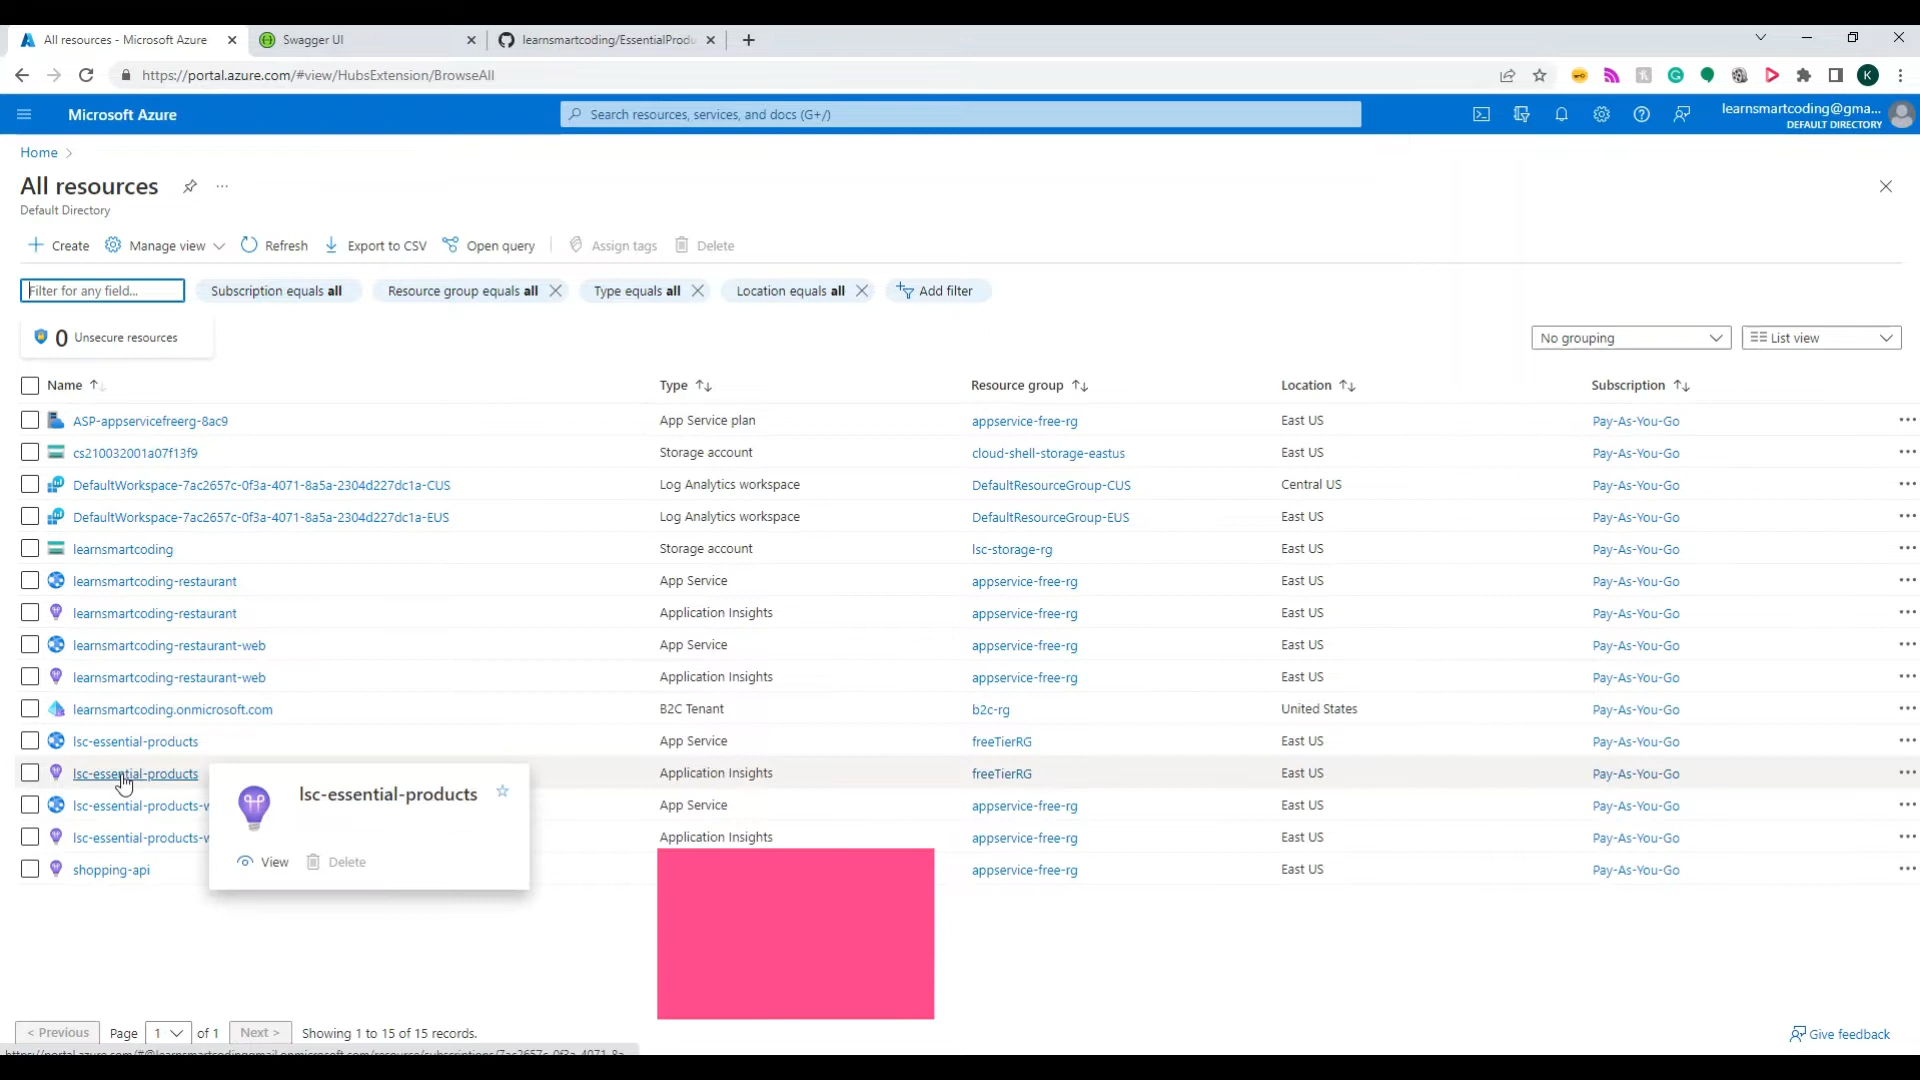 All resources - Microsoft Azure
Swagger UI
learnsmartcoding/EssentialProdu
https://portal.azure.com/#view/HubsExtension/BrowseAll
K
Microsoft Azure
Search resources, services, and docs (G+/)
learnsmartcoding@gma...
DEFAULT DIRECTORY
Home >
All resources
Default Directory
Create Manage view Refresh Export to CSV Open query Assign tags Delete
Filter for any field... Subscription equals all Resource group equals all Type equals all Location equals all Add filter
0 Unsecure resources No grouping List view
Name Type Resource group Location Subscription
ASP-appservicefreerg-8ac9 App Service plan appservice-free-rg East US Pay-As-You-Go
cs210032001a07f13f9 Storage account cloud-shell-storage-eastus East US Pay-As-You-Go
DefaultWorkspace-7ac2657c-0f3a-4071-8a5a-2304d227dc1a-CUS Log Analytics workspace DefaultResourceGroup-CUS Central US Pay-As-You-Go
DefaultWorkspace-7ac2657c-0f3a-4071-8a5a-2304d227dc1a-EUS Log Analytics workspace DefaultResourceGroup-EUS East US Pay-As-You-Go
learnsmartcoding Storage account lsc-storage-rg East US Pay-As-You-Go
learnsmartcoding-restaurant App Service appservice-free-rg East US Pay-As-You-Go
learnsmartcoding-restaurant Application Insights appservice-free-rg East US Pay-As-You-Go
learnsmartcoding-restaurant-web App Service appservice-free-rg East US Pay-As-You-Go
learnsmartcoding-restaurant-web Application Insights appservice-free-rg East US Pay-As-You-Go
learnsmartcoding.onmicrosoft.com B2C Tenant b2c-rg United States Pay-As-You-Go
lsc-essential-products App Service freeTierRG East US Pay-As-You-Go
lsc-essential-products Application Insights freeTierRG East US Pay-As-You-Go
lsc-essential-products-w App Service appservice-free-rg East US Pay-As-You-Go
lsc-essential-products-w Application Insights appservice-free-rg East US Pay-As-You-Go
shopping-api appservice-free-rg East US Pay-As-You-Go
lsc-essential-products
View Delete
< Previous Page 1 of 1 Next > Showing 1 to 15 of 15 records.
Give feedback